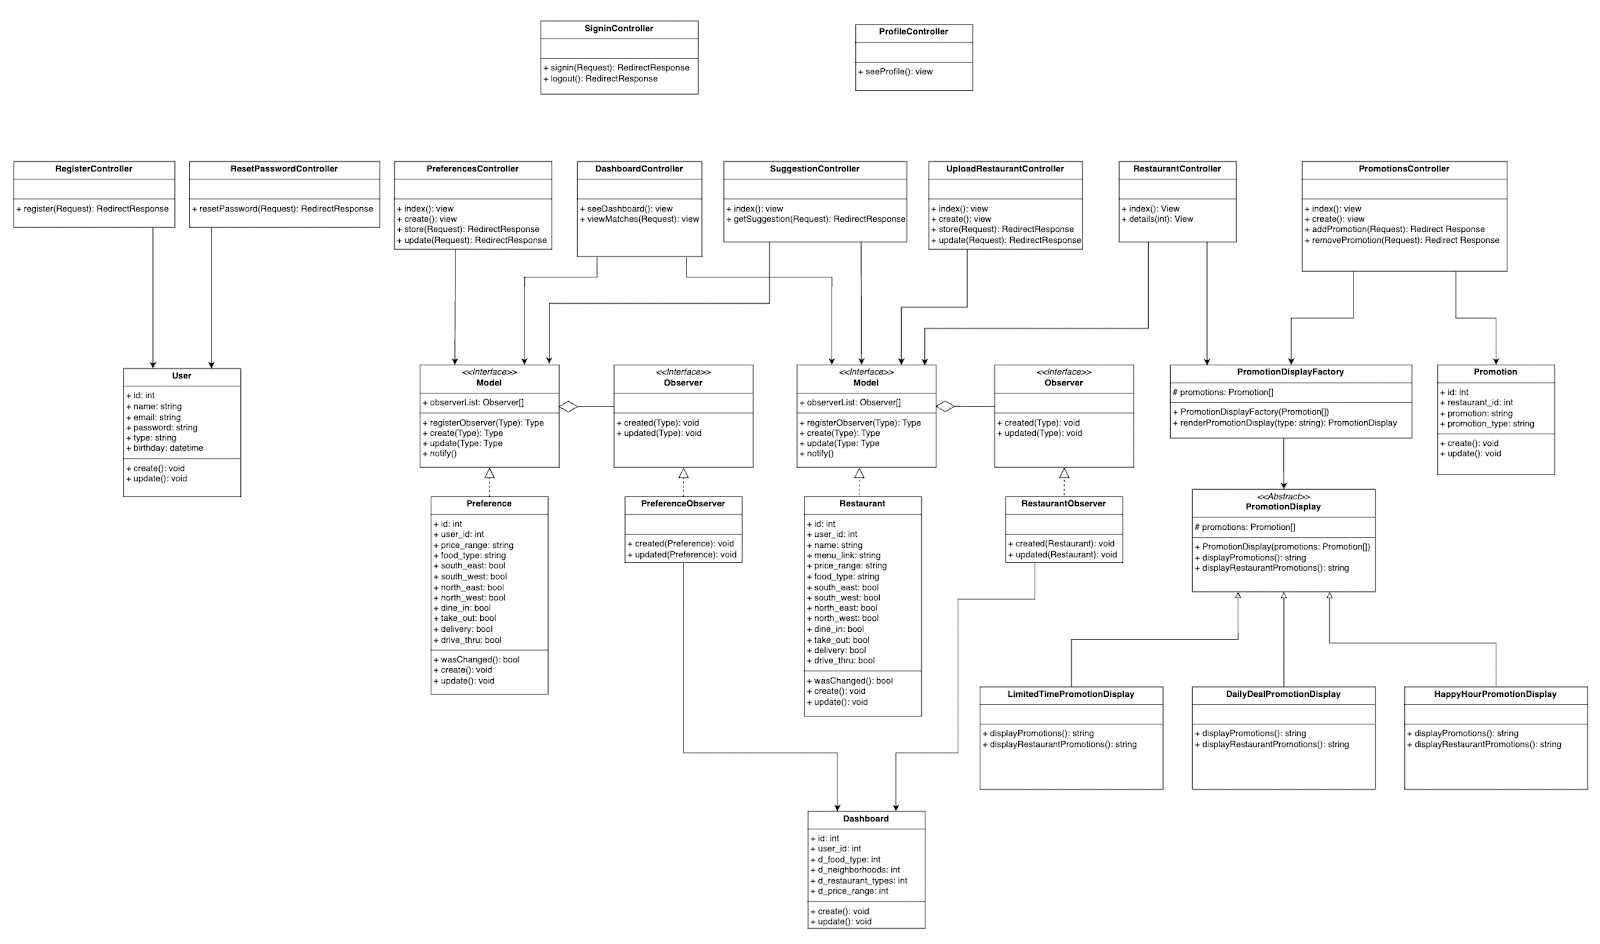 SigninController
+ signin(Request): RedirectResponse
+ logout(): RedirectResponse
ProfileController
+ seeProfile(): view
RegisterController
+ register(Request): RedirectResponse
ResetPasswordController
+ resetPassword(Request): RedirectResponse
PreferencesController
+ index(): view
+ create(): view
+ store(Request): RedirectResponse
+ update(Request): RedirectResponse
DashboardController
+ seeDashboard(): view
+ viewMatches(Request): view
SuggestionController
+ index(): view
+ getSuggestion(Request): RedirectResponse
UploadRestaurantController
+ index(): view
+ create(): view
+ store(Request): RedirectResponse
+ update(Request): RedirectResponse
RestaurantController
+ index(): View
+ details(int): View
PromotionsController
+ index(): view
+ create(): view
+ addPromotion(Request): Redirect Response
+ removePromotion(Request): Redirect Response
User
+ id: int
+ name: string
+ email: string
+ password: string
+ type: string
+ birthday: datetime
+ create(): void
+ update(): void
<<Interface>>
Model
+ observerList: Observer[]
+ registerObserver(Type): Type
+ create(Type): Type
+ update(Type: Type
+ notify()
<<Interface>>
Observer
+ created(Type): void
+ updated(Type): void
<<Interface>>
Model
+ observerList: Observer[]
+ registerObserver(Type): Type
+ create(Type): Type
+ update(Type: Type
+ notify()
<<Interface>>
Observer
+ created(Type): void
+ updated(Type): void
PromotionDisplayFactory
# promotions: Promotion[]
+ PromotionDisplayFactory(Promotion[])
+ renderPromotionDisplay(type: string): PromotionDisplay
Promotion
+ id: int
+ restaurant_id: int
+ promotion: string
+ promotion_type: string
+ create(): void
+ update(): void
Preference
+ id: int
+ user_id: int
+ price_range: string
+ food_type: string
+ south_east: bool
+ south_west: bool
+ north_east: bool
+ north_west: bool
+ dine_in: bool
+ take_out: bool
+ delivery: bool
+ drive_thru: bool
+ wasChanged(): bool
+ create(): void
+ update(): void
PreferenceObserver
+ created(Preference): void
+ updated(Preference): void
Restaurant
+ id: int
+ user_id: int
+ name: string
+ menu_link: string
+ price_range: string
+ food_type: string
+ south_east: bool
+ south_west: bool
+ north_east: bool
+ north_west: bool
+ dine_in: bool
+ take_out: bool
+ delivery: bool
+ drive_thru: bool
+ wasChanged(): bool
+ create(): void
+ update(): void
RestaurantObserver
+ created(Restaurant): void
+ updated(Restaurant): void
<<Abstract>>
PromotionDisplay
# promotions: Promotion[]
+ PromotionDisplay(promotions: Promotion[])
+ displayPromotions(): string
+ displayRestaurantPromotions(): string
LimitedTimePromotionDisplay
+ displayPromotions(): string
+ displayRestaurantPromotions(): string
DailyDealPromotionDisplay
+ displayPromotions(): string
+ displayRestaurantPromotions(): string
HappyHourPromotionDisplay
+ displayPromotions(): string
+ displayRestaurantPromotions(): string
Dashboard
+ id: int
+ user_id: int
+ d_food_type: int
+ d_neighborhoods: int
+ d_restaurant_types: int
+ d_price_range: int
+ create(): void
+ update(): void